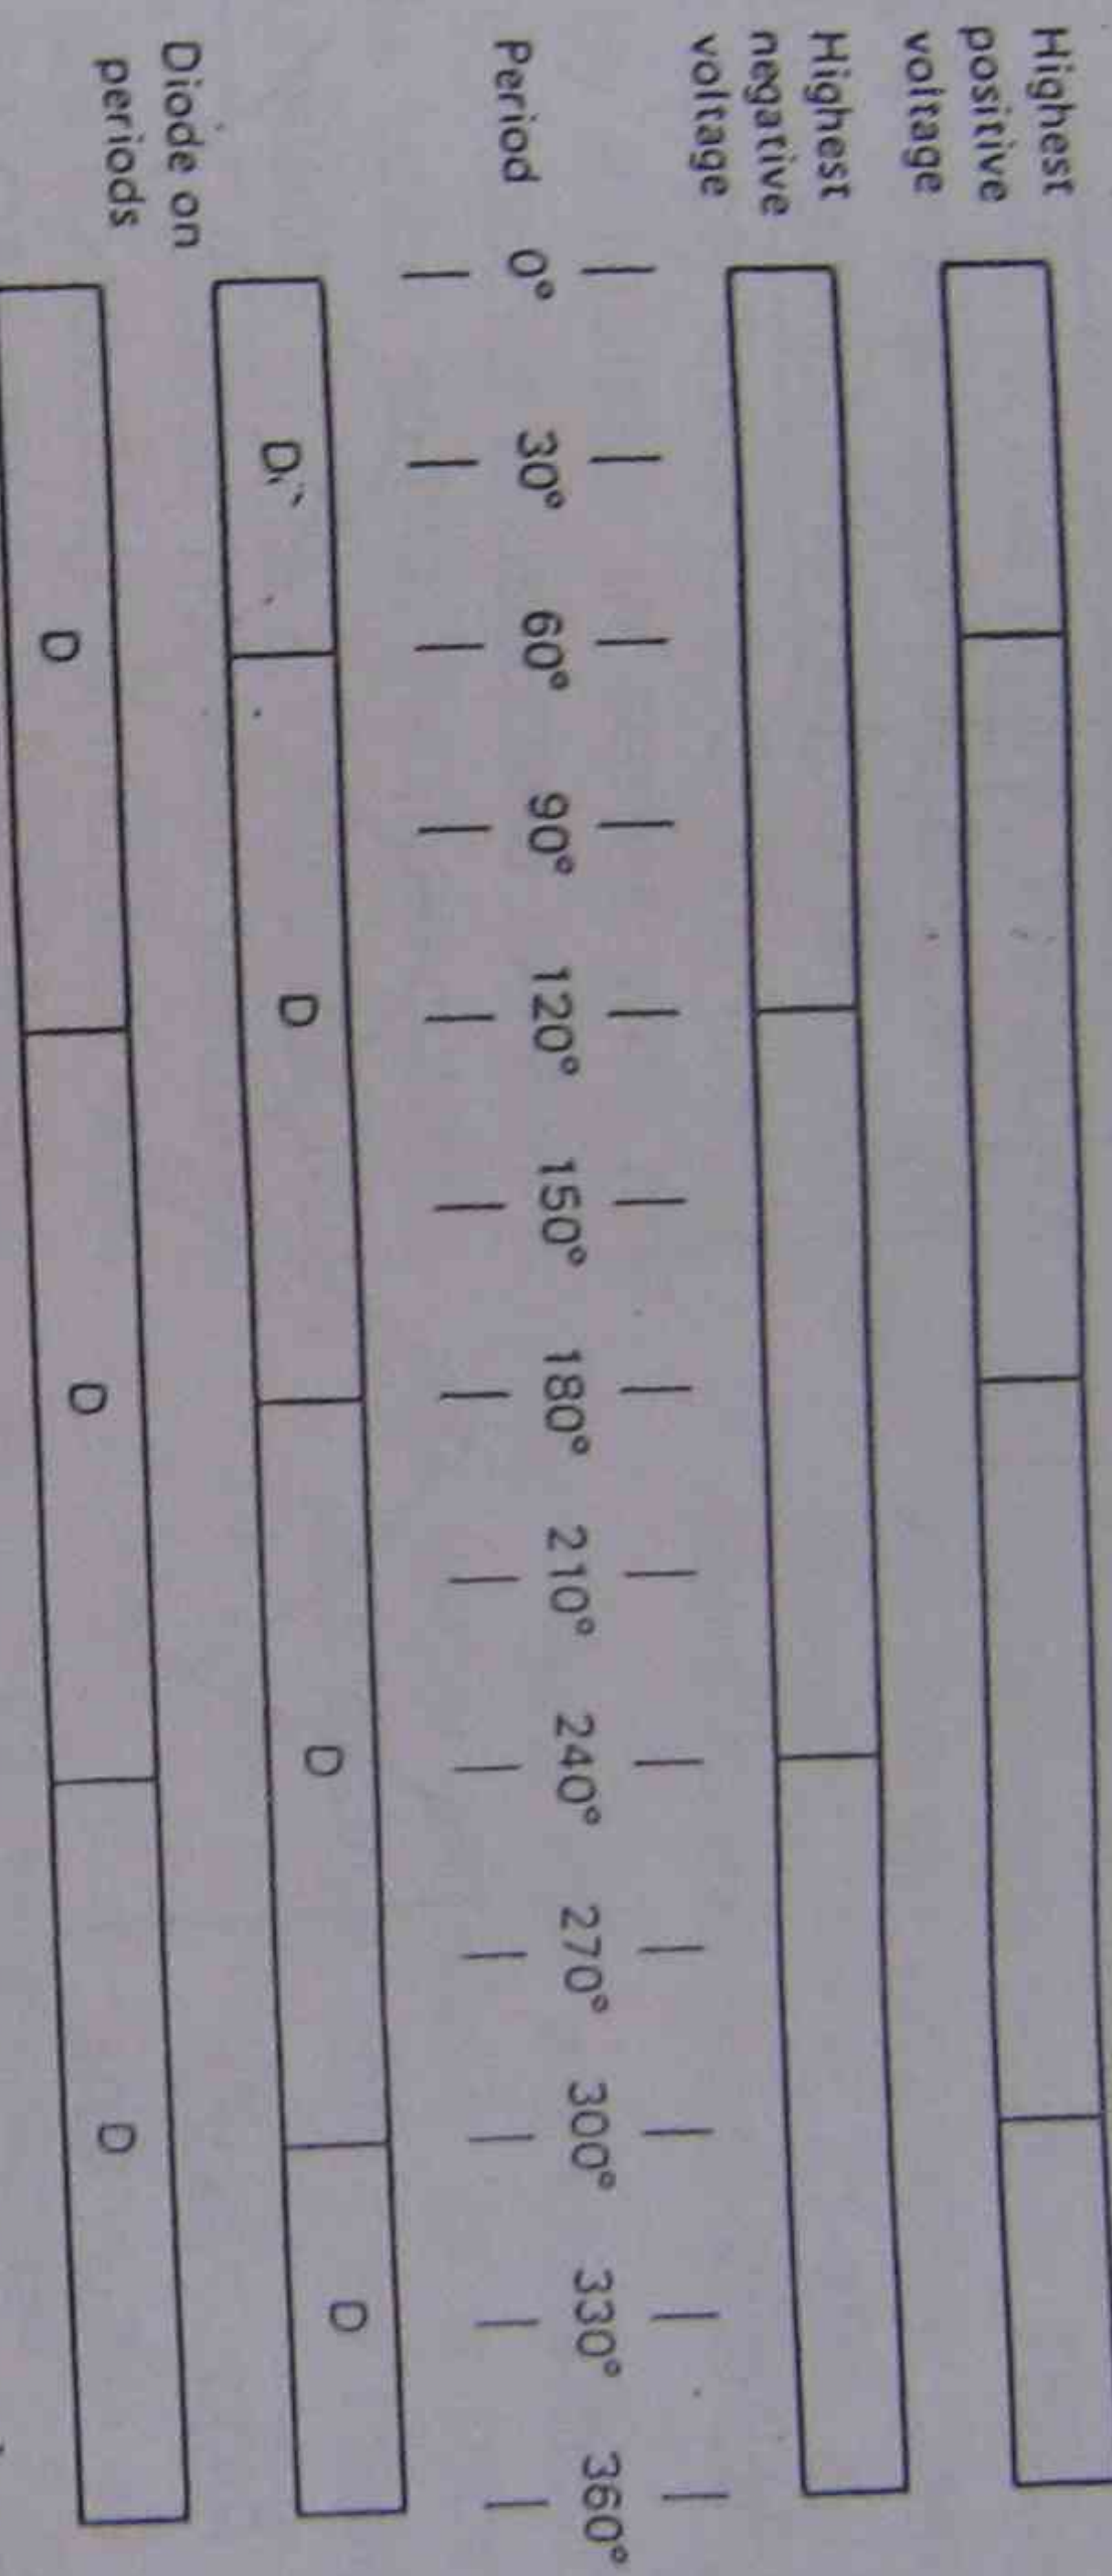 Highest
positive
voltage
Highest
negative
voltage
Period 0° 30° 60° 90° 120° 150° 180° 210° 240° 270° 300° 330° 360°
Diode on
periods
D D D D
D D D